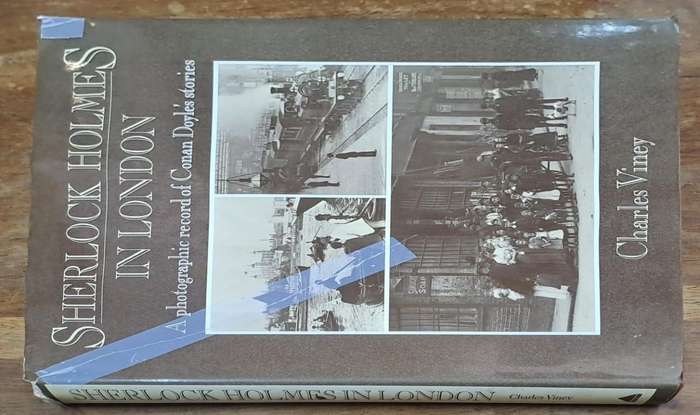 SHERLOCK HOLMES
IN LONDON
A photographic record of Conan Doyle's stories
Charles Viney
SHERLOCK HOLMES IN LONDON Charles Viney